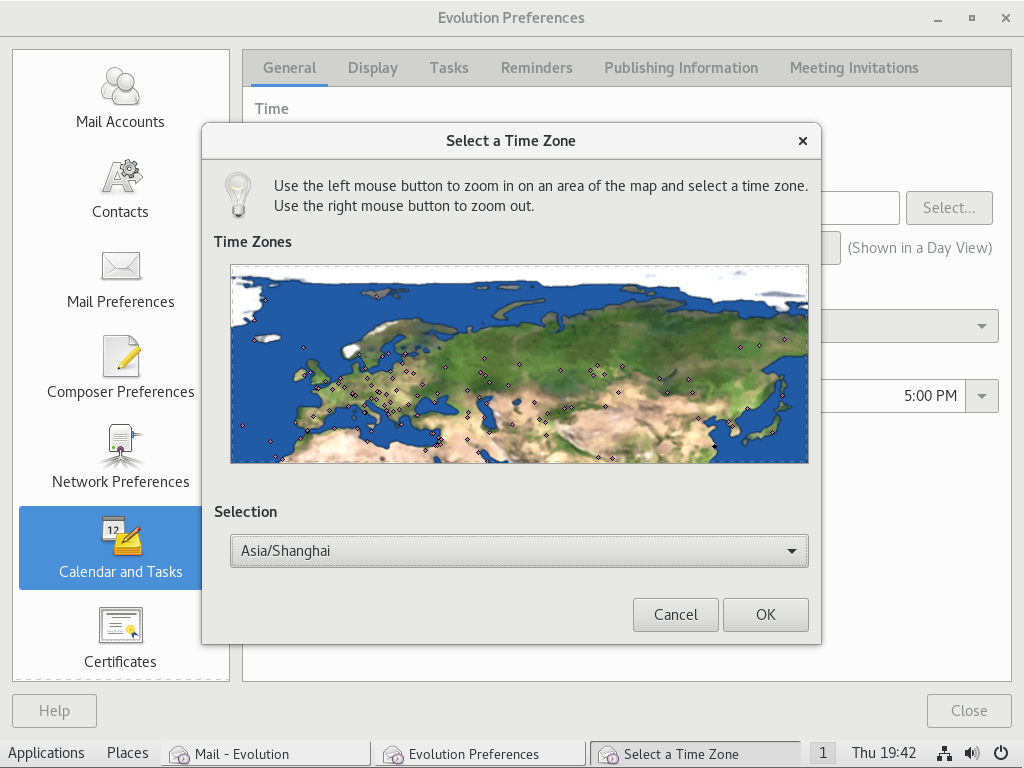 Evolution Preferences
Mail Accounts
Contacts
Mail Preferences
Composer Preferences
Network Preferences
12
Calendar and Tasks
Certificates
General Display Tasks Reminders Publishing Information Meeting Invitations
Time
Select...
(Shown in a Day View)
5:00 PM
Select a Time Zone
Use the left mouse button to zoom in on an area of the map and select a time zone.
Use the right mouse button to zoom out.
Time Zones
Selection
Asia/Shanghai
Cancel OK
Help Close
Applications Places Mail - Evolution Evolution Preferences Select a Time Zone 1 Thu 19:42